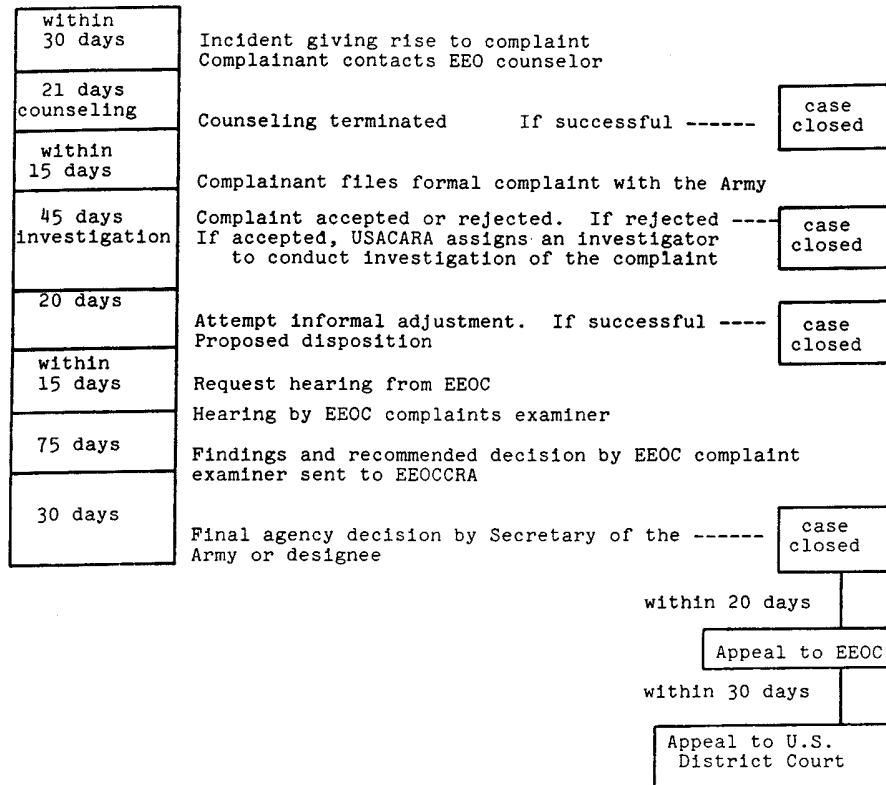 within
30 days
Incident giving rise to complaint
Complainant contacts EEO counselor
21 days
counseling
Counseling terminated If successful ------
case
closed
within
15 days
Complainant files formal complaint with the Army
45 days
investigation
Complaint accepted or rejected. If rejected ----
If accepted, USACARA assigns an investigator
to conduct investigation of the complaint
case
closed
20 days
Attempt informal adjustment. If successful ----
Proposed disposition
case
closed
within
15 days
Request hearing from EEOC
Hearing by EEOC complaints examiner
75 days
Findings and recommended decision by EEOC complaint
examiner sent to EEOCCRA
30 days
Final agency decision by Secretary of the ------
Army or designee
case
closed
within 20 days
Appeal to EEOC
within 30 days
Appeal to U.S.
District Court